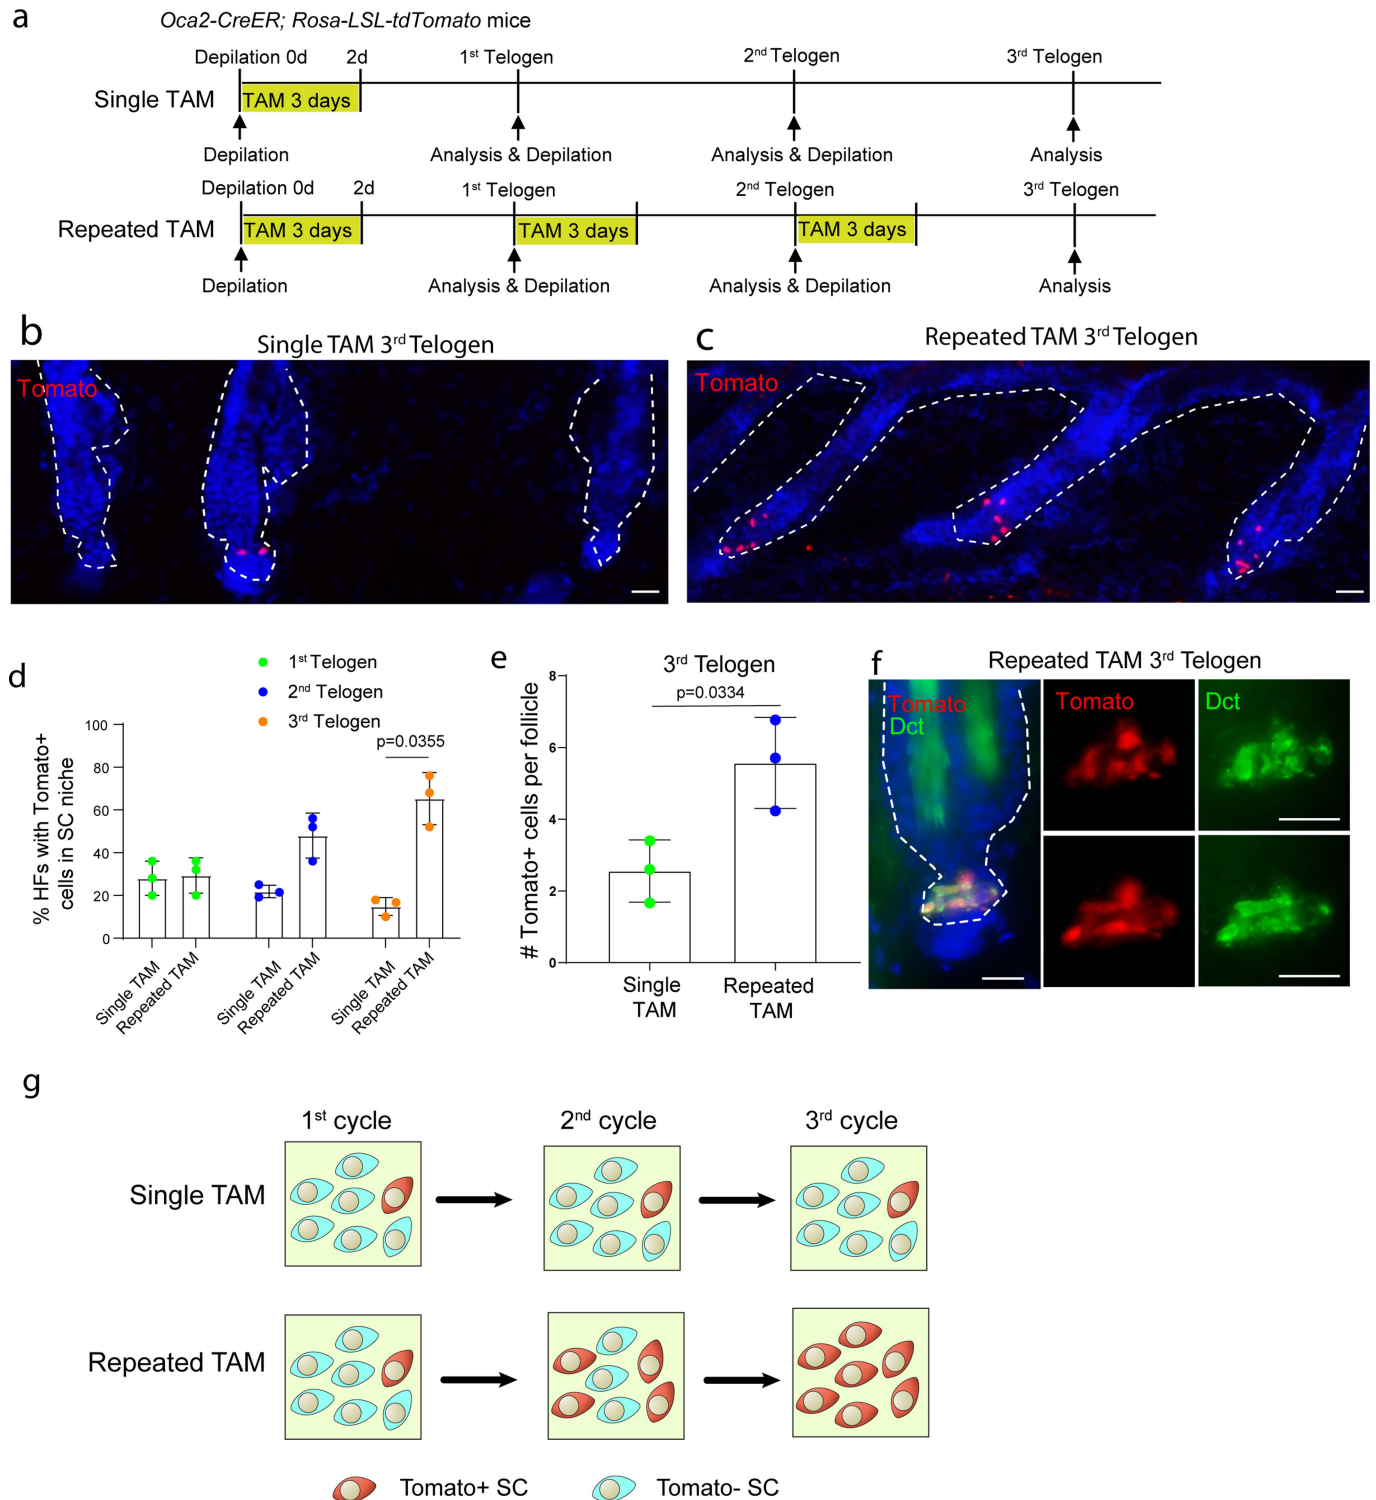 a
Oca2-CreER; Rosa-LSL-tdTomato mice
Depilation 0d 2d 1st Telogen 2nd Telogen 3rd Telogen
Single TAM TAM 3 days
Depilation Analysis & Depilation Analysis & Depilation Analysis
Depilation 0d 2d 1st Telogen 2nd Telogen 3rd Telogen
Repeated TAM TAM 3 days TAM 3 days TAM 3 days
Depilation Analysis & Depilation Analysis & Depilation Analysis
b
Single TAM 3rd Telogen
Tomato
c
Repeated TAM 3rd Telogen
Tomato
d
1st Telogen
2nd Telogen
3rd Telogen
% HFs with Tomato+
cells in SC niche
100
80
60
40
20
0
p=0.0355
Single TAM
Repeated TAM
Single TAM
Repeated TAM
Single TAM
Repeated TAM
e
3rd Telogen
p=0.0334
# Tomato+ cells per follicle
8
6
4
2
0
Single
TAM
Repeated
TAM
f
Repeated TAM 3rd Telogen
Tomato
Dct
Tomato
Dct
g
1st cycle 2nd cycle 3rd cycle
Single TAM
Repeated TAM
Tomato+ SC Tomato- SC